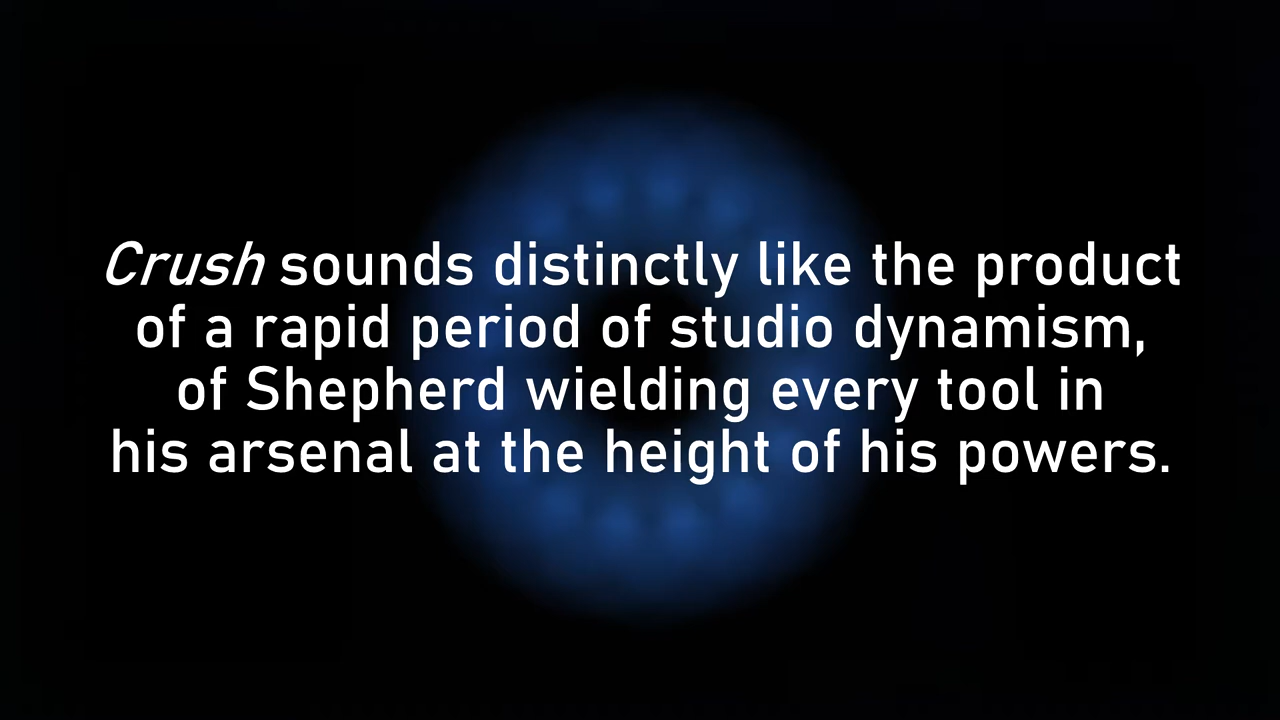 Crush sounds distinctly like the product
of a rapid period of studio dynamism,
of Shepherd wielding every tool in
his arsenal at the height of his powers.